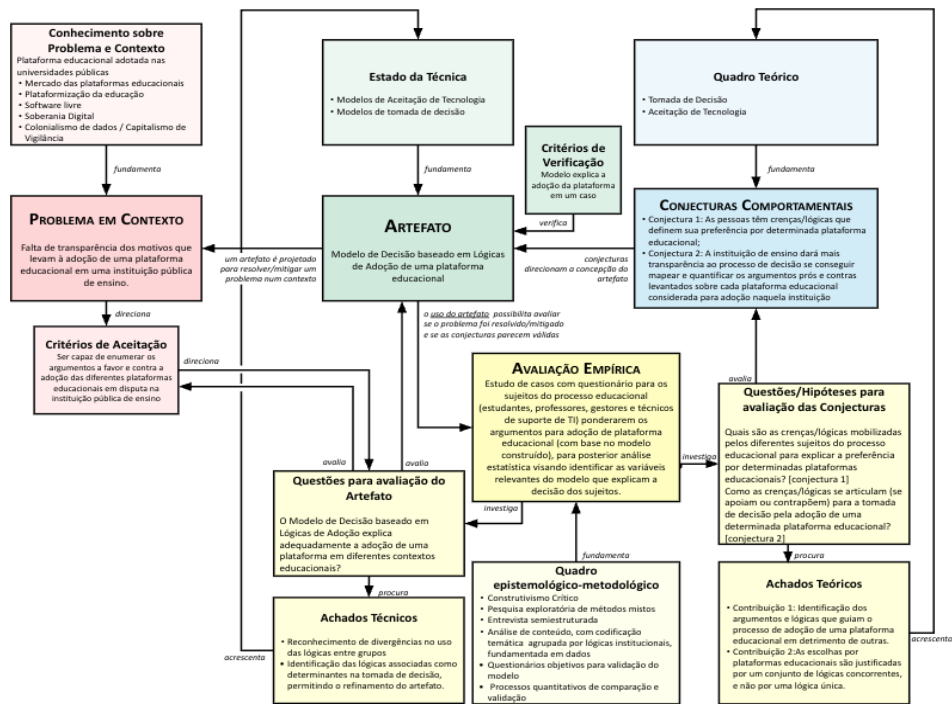 Conhecimento sobre
Problema e Contexto
Plataforma educacional adotada nas
universidades públicas
• Mercado das plataformas educacionais
• Plataformização da educação
• Software livre
• Soberania Digital
• Colonialismo de dados / Capitalismo de
Vigilância
fundamenta
Estado da Técnica
• Modelos de Aceitação de Tecnologia
• Modelos de tomada de decisão
fundamenta
Quadro Teórico
• Tomada de Decisão
• Aceitação de Tecnologia
fundamenta
Critérios de
Verificação
Modelo explica a
adoção da plataforma
em um caso
verifica
PROBLEMA EM CONTEXTO
Falta de transparência dos motivos que
levam à adoção de uma plataforma
educacional em uma instituição pública
de ensino.
direciona
um artefato é projetado
para resolver/mitigar um
problema num contexto
ARTEFATO
Modelo de Decisão baseado em Lógicas
de Adoção de uma plataforma
educacional
conjecturas
direcionam a concepção do
artefato
CONJECTURAS COMPORTAMENTAIS
• Conjectura 1: As pessoas têm crenças/lógicas que
definem sua preferência por determinada plataforma
educacional;
• Conjectura 2: A instituição de ensino dará mais
transparência ao processo de decisão se conseguir
mapear e quantificar os argumentos prós e contras
levantados sobre cada plataforma educacional
considerada para adoção naquela instituição
Critérios de Aceitação
Ser capaz de enumerar os
argumentos a favor e contra a
adoção das diferentes plataformas
educacionais em disputa na
instituição pública de ensino
direciona
o uso do artefato possibilita avaliar
se o problema foi resolvido/mitigado
e se as conjecturas parecem válidas
AVALIAÇÃO EMPÍRICA
Estudo de casos com questionário para os
sujeitos do processo educacional
(estudantes, professores, gestores e técnicos
de suporte de TI) ponderarem os
argumentos para adoção de plataforma
educacional (com base no modelo
construído), para posterior análise
estatística visando identificar as variáveis
relevantes do modelo que explicam a
decisão dos sujeitos.
investiga
investiga
avalia
Questões/Hipóteses para
avaliação das Conjecturas
Quais são as crenças/lógicas mobilizadas
pelos diferentes sujeitos do processo
educacional para explicar a preferência
por determinadas plataformas
educacionais? [conjectura 1]
Como as crenças/lógicas se articulam (se
apoiam ou contrapõem) para a tomada
de decisão pela adoção de uma
determinada plataforma educacional?
[conjectura 2]
procura
avalia
avalia
Questões para avaliação do
Artefato
O Modelo de Decisão baseado em
Lógicas de Adoção explica
adequadamente a adoção de uma
plataforma em diferentes contextos
educacionais?
procura
fundamenta
Quadro
epistemológico-metodológico
• Construtivismo Crítico
• Pesquisa exploratória de métodos mistos
• Entrevista semiestruturada
• Análise de conteúdo, com codificação
temática agrupada por lógicas institucionais,
fundamentada em dados
• Questionários objetivos para validação do
modelo
• Processos quantitativos de comparação e
validação
Achados Técnicos
• Reconhecimento de divergências no uso
das lógicas entre grupos
• Identificação das lógicas associadas como
determinantes na tomada de decisão,
permitindo o refinamento do artefato.
acrescenta
Achados Teóricos
• Contribuição 1: Identificação dos
argumentos e lógicas que guiam o
processo de adoção de uma plataforma
educacional em detrimento de outras.
• Contribuição 2:As escolhas por
plataformas educacionais são justificadas
por um conjunto de lógicas concorrentes,
e não por uma lógica única.
acrescenta